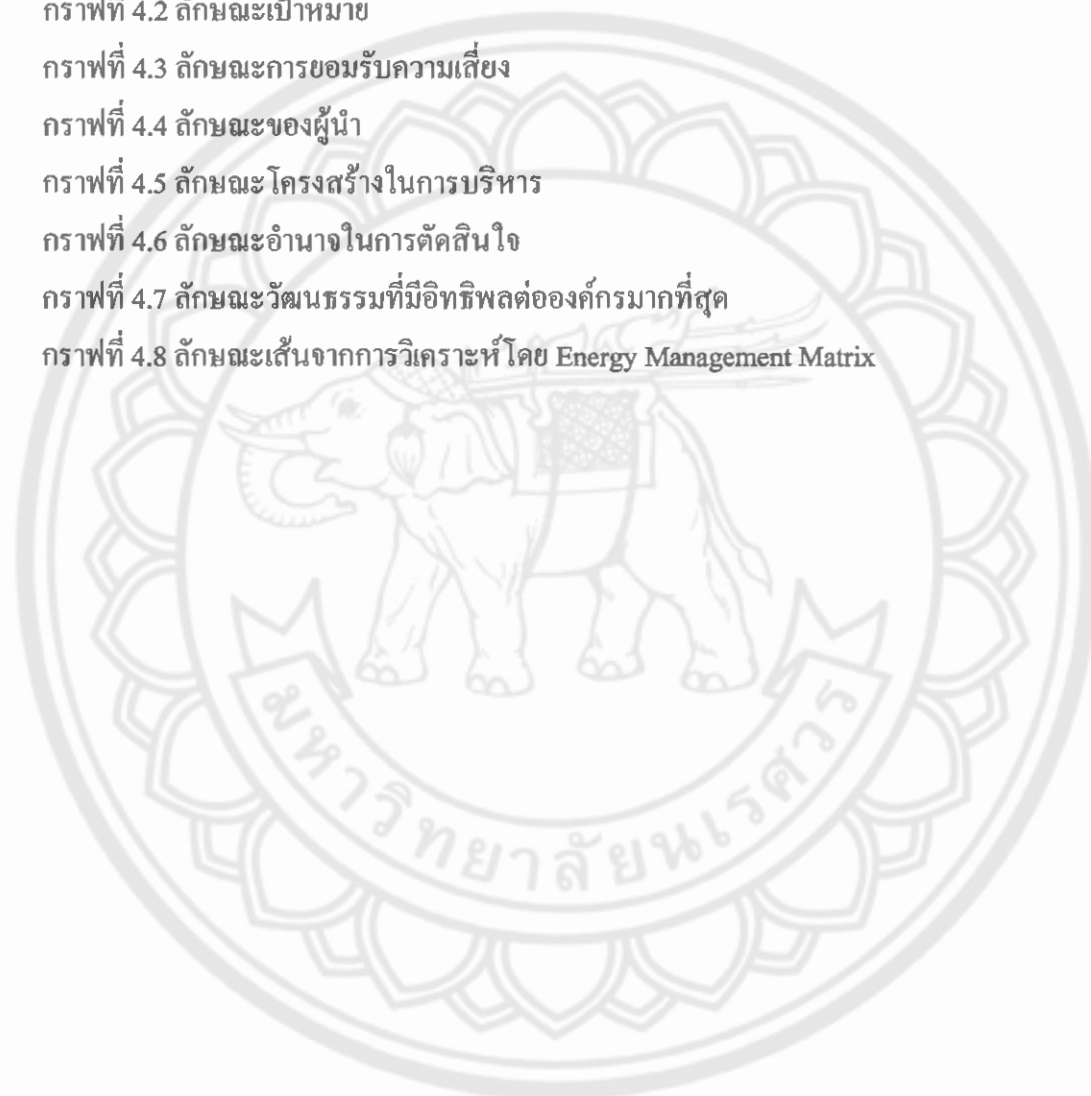 กราฟที่ 4.2 ลักษณะเป้าหมาย
กราฟที่ 4.3 ลักษณะการยอมรับความเสี่ยง
กราฟที่ 4.4 ลักษณะของผู้นำ
กราฟที่ 4.5 ลักษณะโครงสร้างในการบริหาร
กราฟที่ 4.6 ลักษณะอำนาจในการตัดสินใจ
กราฟที่ 4.7 ลักษณะวัฒนธรรมที่มีอิทธิพลต่อองค์กรมากที่สุด
กราฟที่ 4.8 ลักษณะเส้นจากการวิเคราะห์โดย Energy Management Matrix
มหาวิทยาลัยนเรศวร